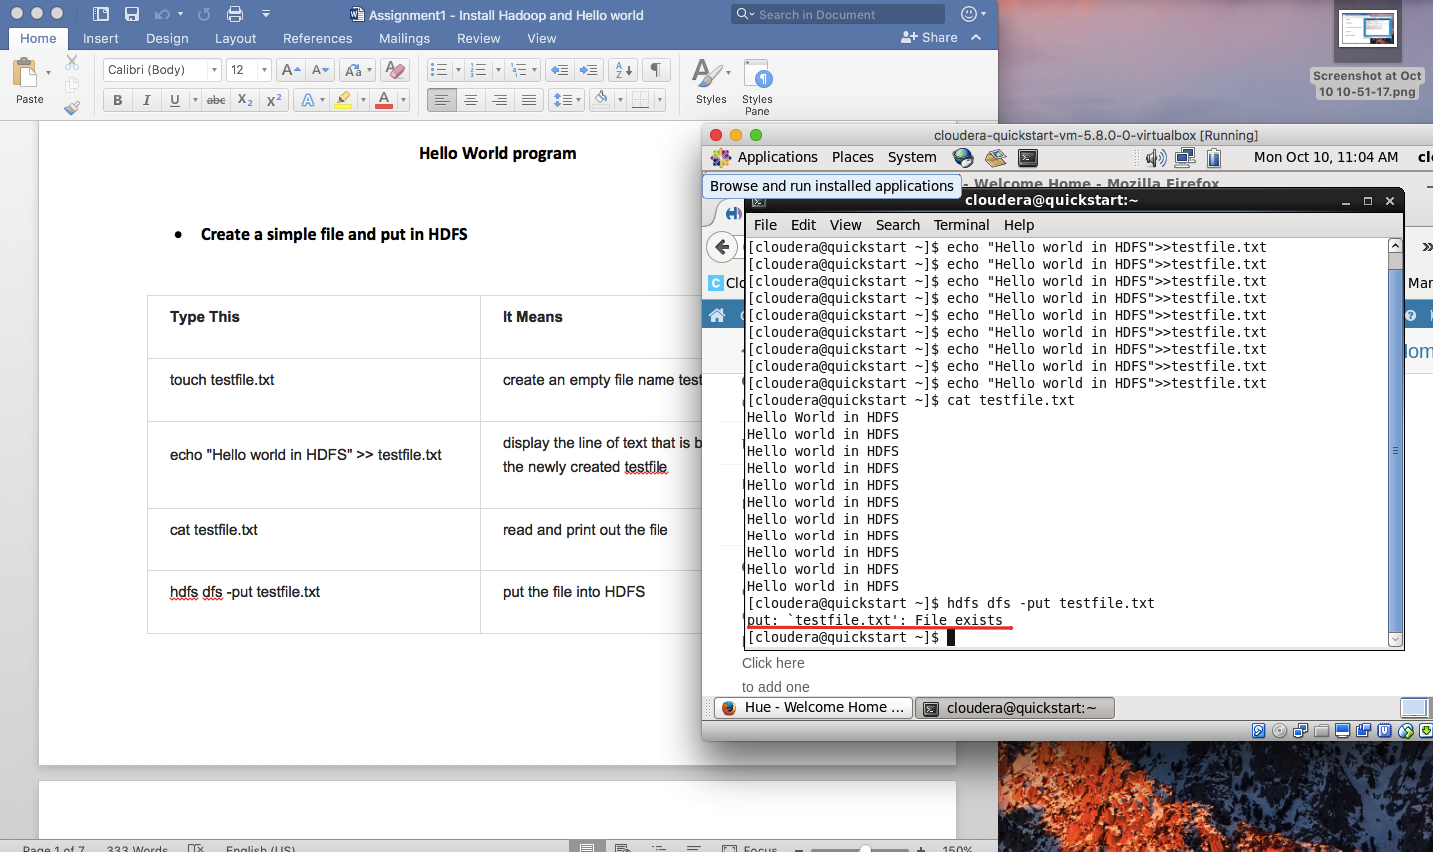 Assignment1 - Install Hadoop and Hello world
Search in Document
Home Insert Design Layout References Mailings Review View
Share
Calibri (Body) 12
Paste
B I U abc X2 X2
Styles
Styles Pane
Hello World program
• Create a simple file and put in HDFS
Type This It Means
touch testfile.txt create an empty file name test
echo "Hello world in HDFS" >> testfile.txt display the line of text that is b
the newly created testfile
cat testfile.txt read and print out the file
hdfs dfs -put testfile.txt put the file into HDFS
Page 1 of 7 333 Words English (US) Focus 150%
Screenshot at Oct
10 10-51-17.png
cloudera-quickstart-vm-5.8.0-0-virtualbox [Running]
Applications Places System Mon Oct 10, 11:04 AM cl
Browse and run installed applications
- Welcome Home - Mozilla Firefox
cloudera@quickstart:~
File Edit View Search Terminal Help
[cloudera@quickstart ~]$ echo "Hello world in HDFS">>testfile.txt
[cloudera@quickstart ~]$ echo "Hello world in HDFS">>testfile.txt
[cloudera@quickstart ~]$ echo "Hello world in HDFS">>testfile.txt
[cloudera@quickstart ~]$ echo "Hello world in HDFS">>testfile.txt
[cloudera@quickstart ~]$ echo "Hello world in HDFS">>testfile.txt
[cloudera@quickstart ~]$ echo "Hello world in HDFS">>testfile.txt
[cloudera@quickstart ~]$ echo "Hello world in HDFS">>testfile.txt
[cloudera@quickstart ~]$ echo "Hello world in HDFS">>testfile.txt
[cloudera@quickstart ~]$ echo "Hello world in HDFS">>testfile.txt
[cloudera@quickstart ~]$ cat testfile.txt
Hello World in HDFS
Hello world in HDFS
Hello world in HDFS
Hello world in HDFS
Hello world in HDFS
Hello world in HDFS
Hello world in HDFS
Hello world in HDFS
Hello world in HDFS
Hello world in HDFS
Hello world in HDFS
[cloudera@quickstart ~]$ hdfs dfs -put testfile.txt
put: `testfile.txt': File exists
[cloudera@quickstart ~]$
Click here
to add one
Hue - Welcome Home ... cloudera@quickstart:~